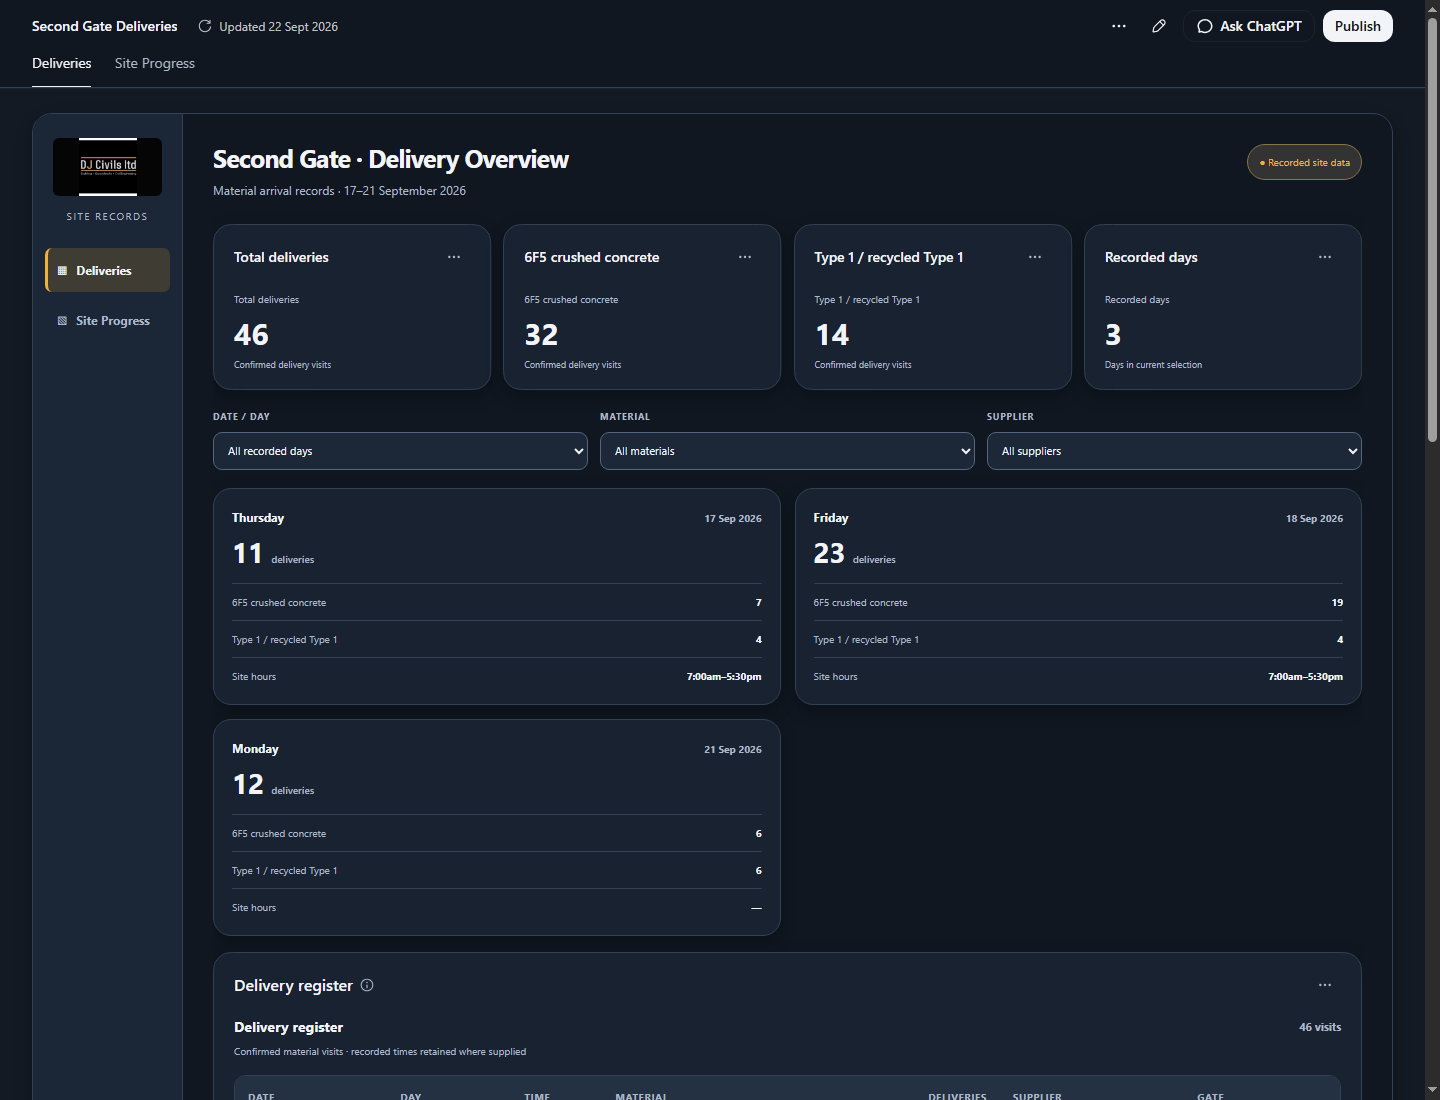 Second Gate Deliveries
Updated 22 Sept 2026
Ask ChatGPT
Publish
Deliveries
Site Progress
DJ Civils ltd
SITE RECORDS
Deliveries
Site Progress
Second Gate · Delivery Overview
Material arrival records · 17–21 September 2026
Recorded site data
Total deliveries
Total deliveries
46
Confirmed delivery visits
6F5 crushed concrete
6F5 crushed concrete
32
Confirmed delivery visits
Type 1 / recycled Type 1
Type 1 / recycled Type 1
14
Confirmed delivery visits
Recorded days
Recorded days
3
Days in current selection
DATE / DAY
All recorded days
MATERIAL
All materials
SUPPLIER
All suppliers
Thursday
17 Sep 2026
11 deliveries
6F5 crushed concrete 7
Type 1 / recycled Type 1 4
Site hours 7:00am–5:30pm
Friday
18 Sep 2026
23 deliveries
6F5 crushed concrete 19
Type 1 / recycled Type 1 4
Site hours 7:00am–5:30pm
Monday
21 Sep 2026
12 deliveries
6F5 crushed concrete 6
Type 1 / recycled Type 1 6
Site hours —
Delivery register
Delivery register
46 visits
Confirmed material visits · recorded times retained where supplied
DATE DAY TIME MATERIAL DELIVERIES SUPPLIER GATE